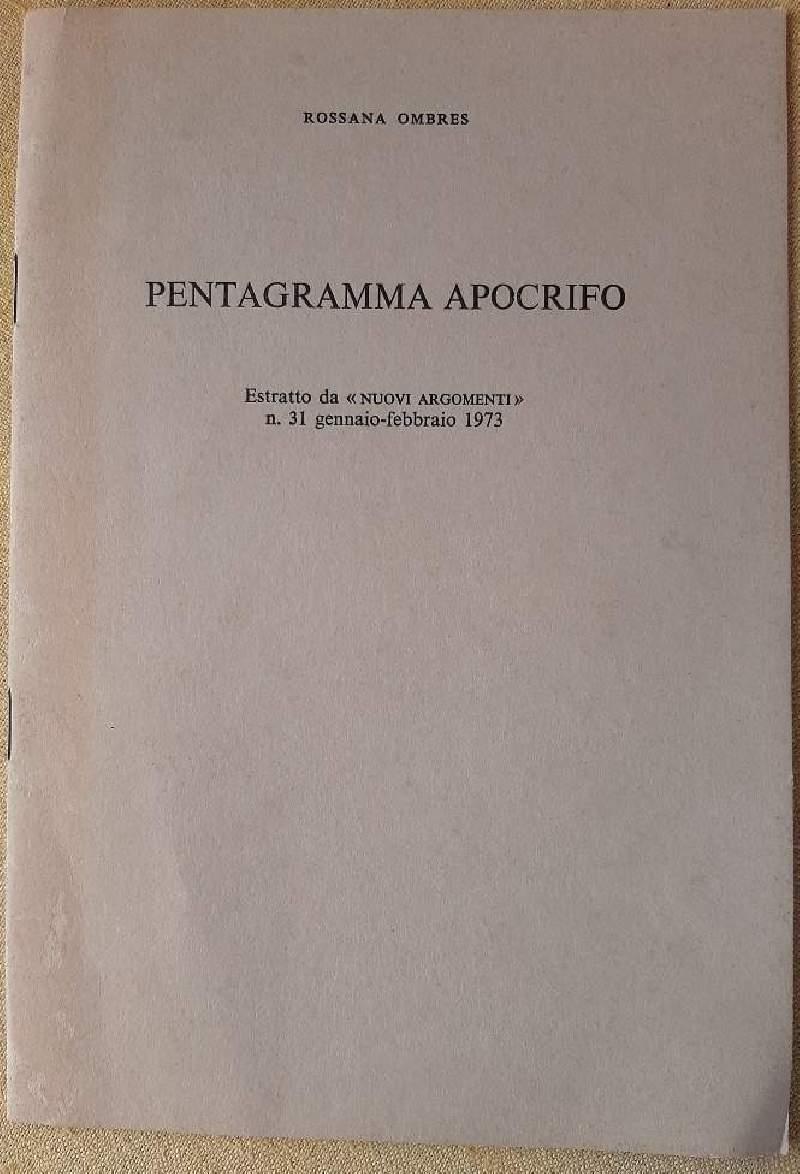 ROSSANA OMBRES
PENTAGRAMMA APOCRIFO
Estratto da «NUOVI ARGOMENTI»
n. 31 gennaio-febbraio 1973